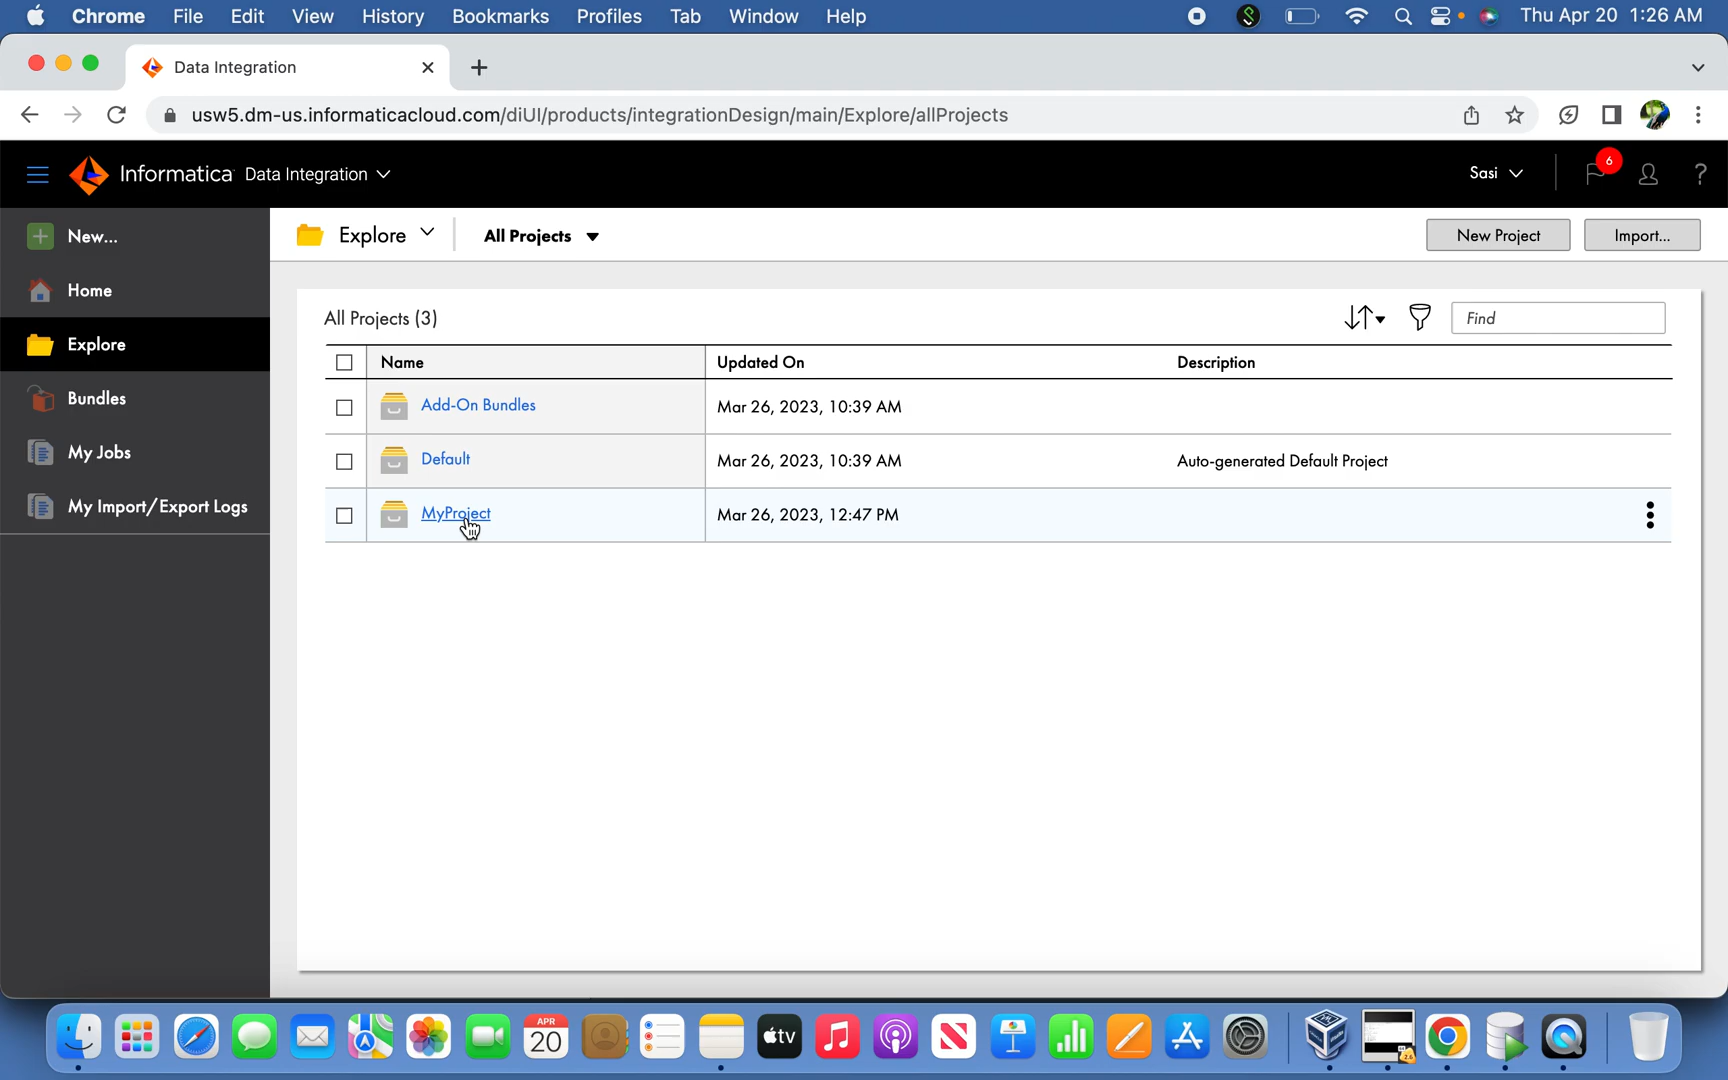 Chrome File Edit View History Bookmarks Profiles Tab Window Help Thu Apr 20 1:26 AM
Data Integration
usw5.dm-us.informaticacloud.com/diUI/products/integrationDesign/main/Explore/allProjects
Informatica Data Integration Sasi 6 ?
New...
Home
Explore
Bundles
My Jobs
My Import/Export Logs
Explore All Projects New Project Import...
All Projects (3) Find
Name Updated On Description
Add-On Bundles Mar 26, 2023, 10:39 AM
Default Mar 26, 2023, 10:39 AM Auto-generated Default Project
MyProject Mar 26, 2023, 12:47 PM
APR
20
tv